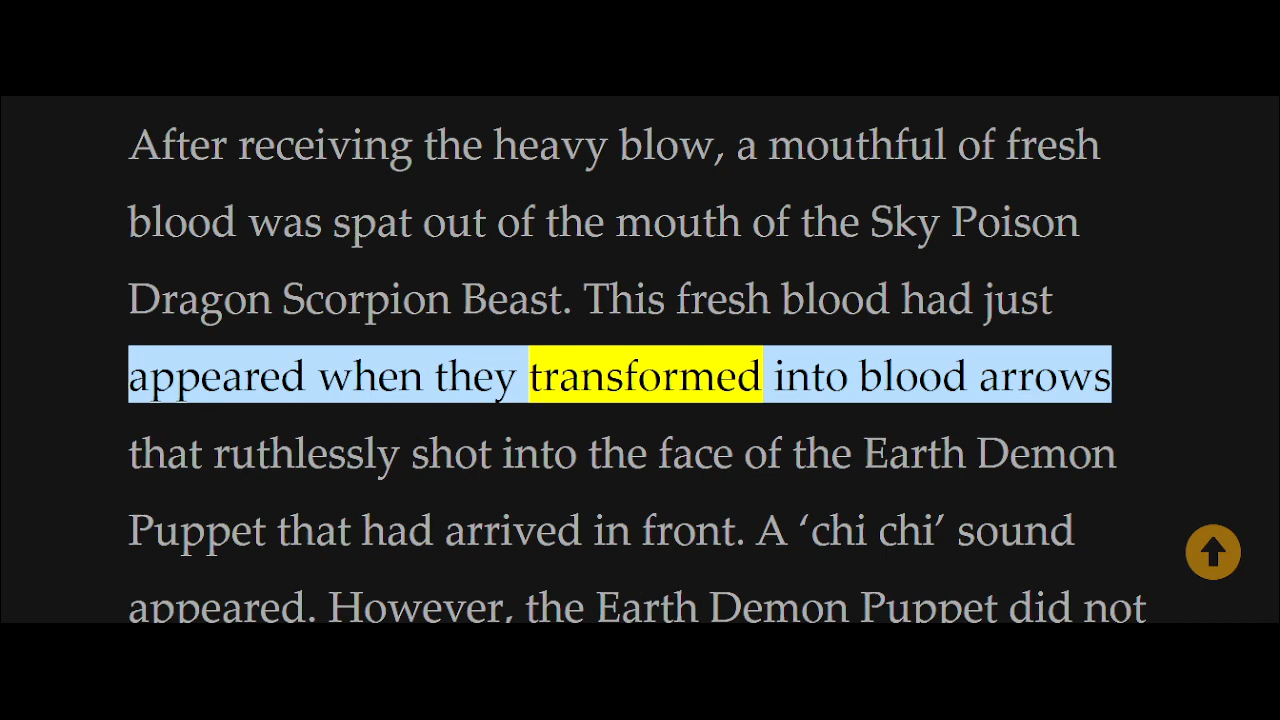 After receiving the heavy blow, a mouthful of fresh
blood was spat out of the mouth of the Sky Poison
Dragon Scorpion Beast. This fresh blood had just
appeared when they transformed into blood arrows
that ruthlessly shot into the face of the Earth Demon
Puppet that had arrived in front. A ‘chi chi’ sound
appeared. However, the Earth Demon Puppet did not